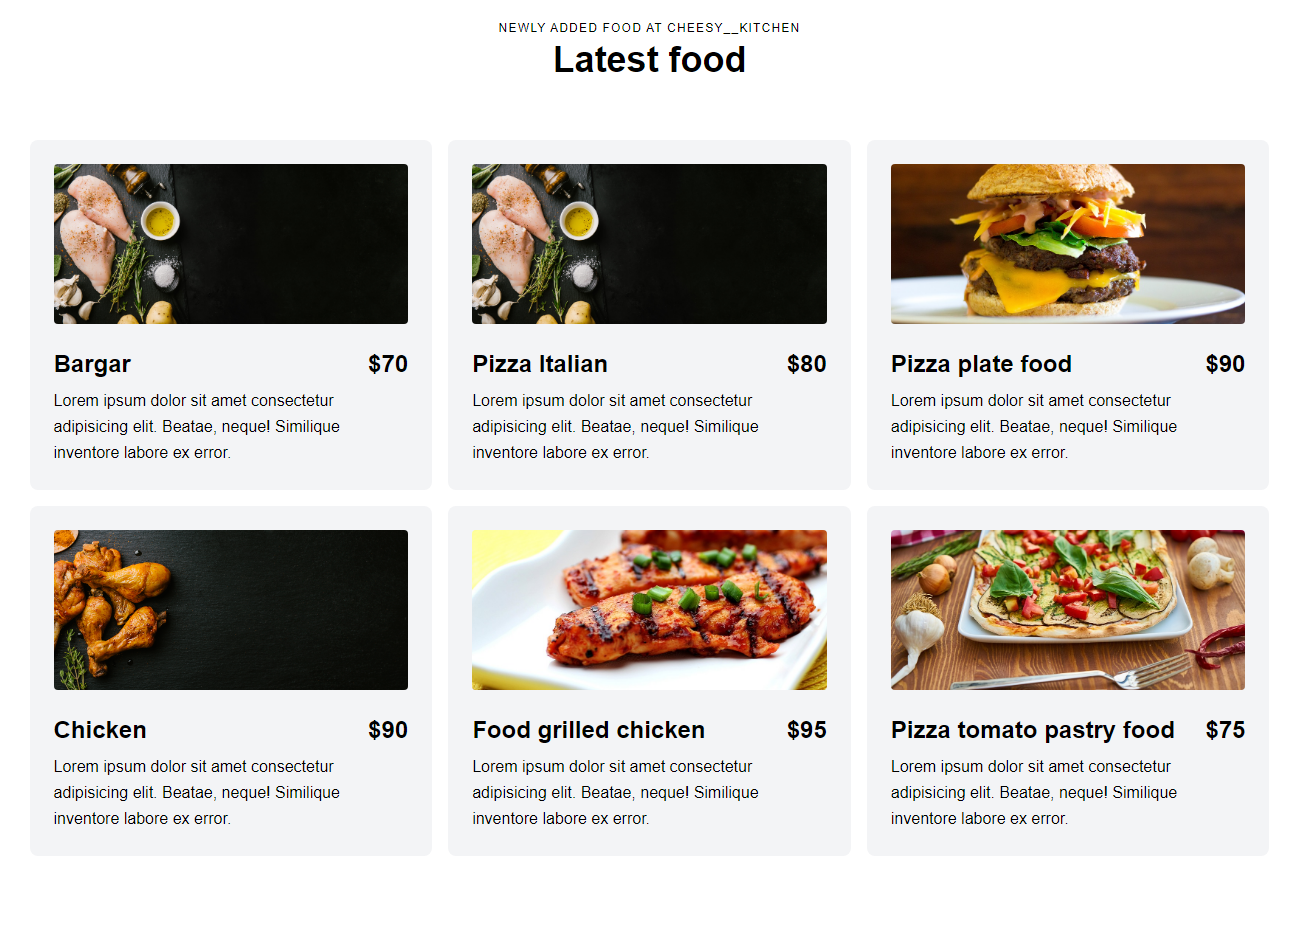 NEWLY ADDED FOOD AT CHEESY__KITCHEN
Latest food
Bargar $70
Lorem ipsum dolor sit amet consectetur
adipisicing elit. Beatae, neque! Similique
inventore labore ex error.
Pizza Italian $80
Lorem ipsum dolor sit amet consectetur
adipisicing elit. Beatae, neque! Similique
inventore labore ex error.
Pizza plate food $90
Lorem ipsum dolor sit amet consectetur
adipisicing elit. Beatae, neque! Similique
inventore labore ex error.
Chicken $90
Lorem ipsum dolor sit amet consectetur
adipisicing elit. Beatae, neque! Similique
inventore labore ex error.
Food grilled chicken $95
Lorem ipsum dolor sit amet consectetur
adipisicing elit. Beatae, neque! Similique
inventore labore ex error.
Pizza tomato pastry food $75
Lorem ipsum dolor sit amet consectetur
adipisicing elit. Beatae, neque! Similique
inventore labore ex error.